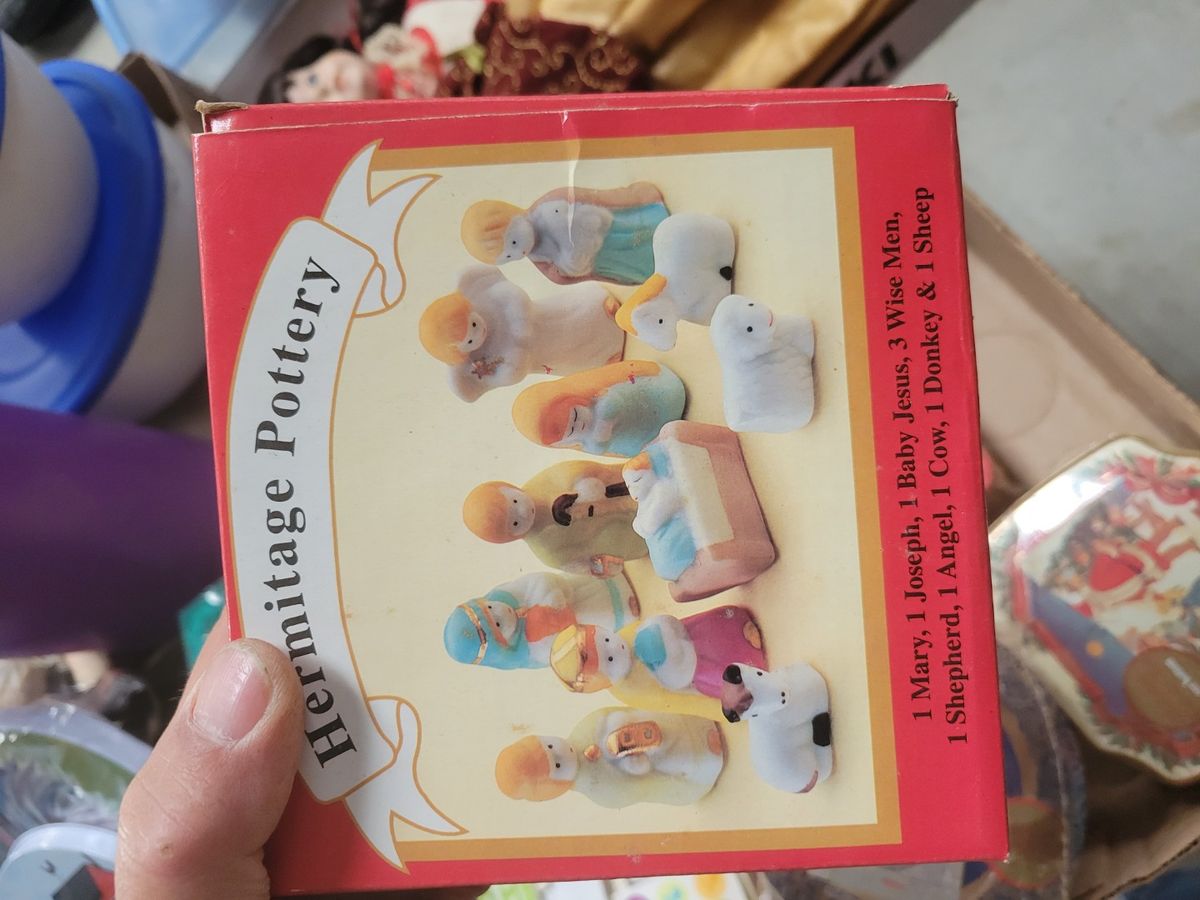 Hermitage Pottery
1 Mary, 1 Joseph, 1 Baby Jesus, 3 Wise Men,
1 Shepherd, 1 Angel, 1 Cow, 1 Donkey & 1 Sheep